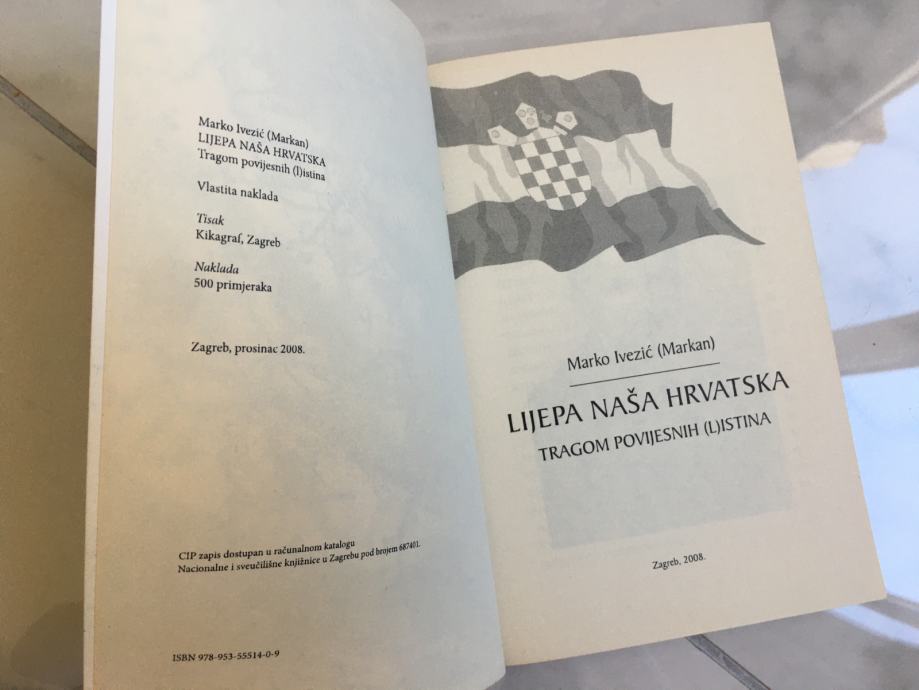 Marko Ivezić (Markan)
LIJEPA NAŠA HRVATSKA
Tragom povijesnih (l)istina
Vlastita naklada
Tisak
Kikagraf, Zagreb
Naklada
500 primjeraka
Zagreb, prosinac 2008.
CIP zapis dostupan u računalnom katalogu
Nacionalne i sveučilišne knjižnice u Zagrebu pod brojem 687401.
ISBN 978-953-55514-0-9
Marko Ivezić (Markan)
LIJEPA NAŠA HRVATSKA
TRAGOM POVIJESNIH (L)ISTINA
Zagreb, 2008.